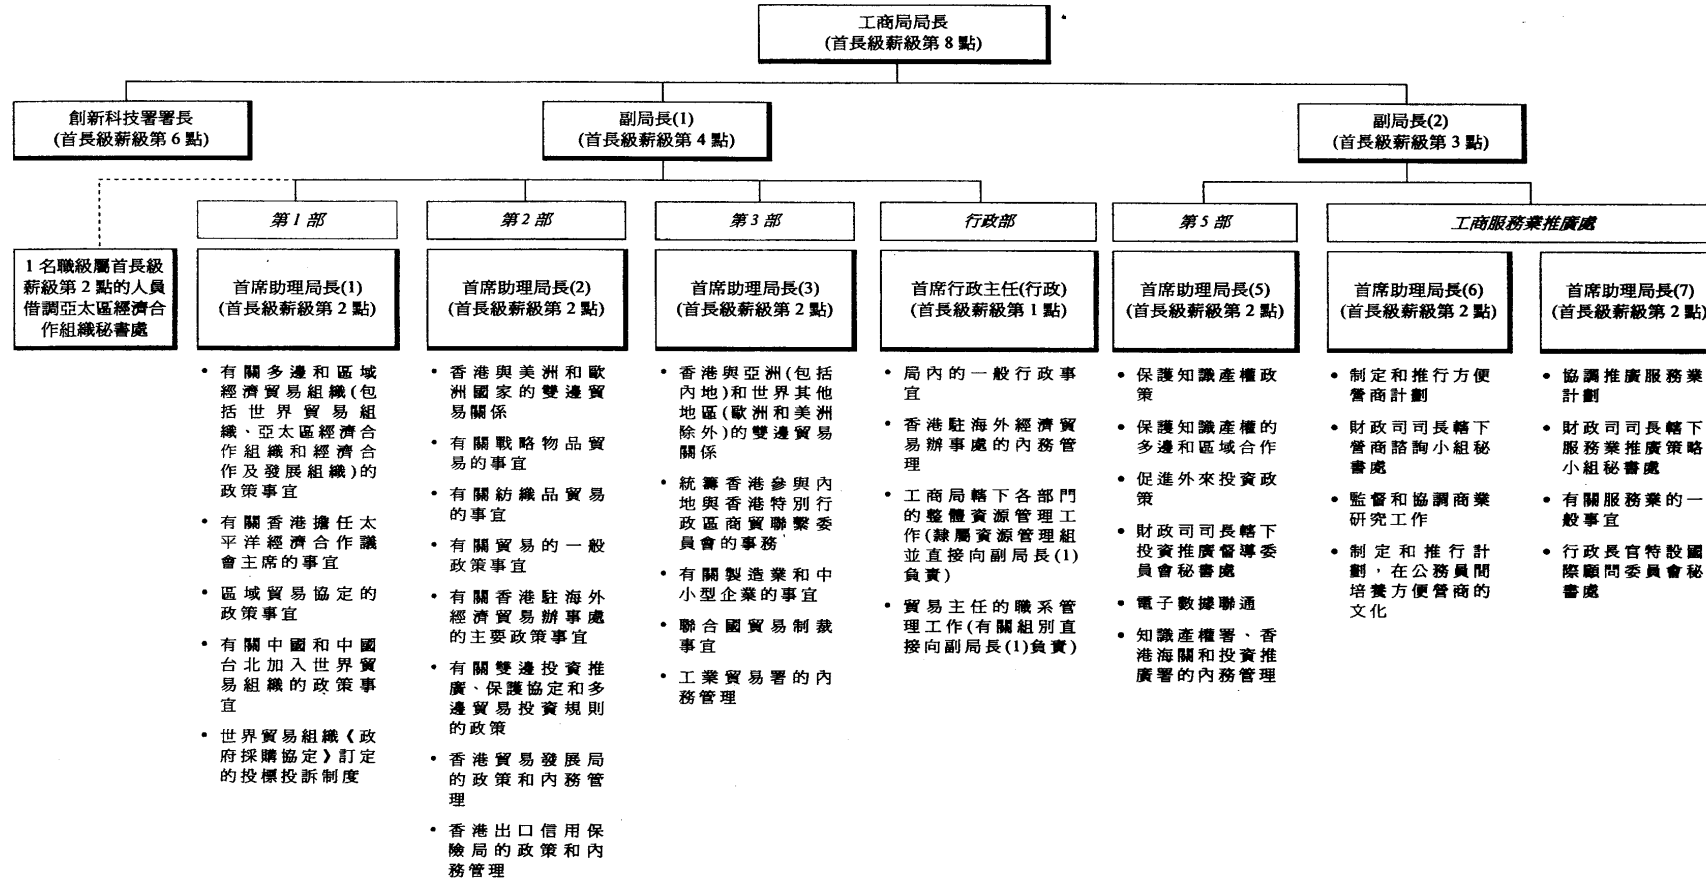 工商局局長
(首長級薪級第 8 點)
創新科技署署長
(首長級薪級第 6 點)
副局長(1)
(首長級薪級第 4 點)
副局長(2)
(首長級薪級第 3 點)
第 1 部
第 2 部
第 3 部
行政部
第 5 部
工商服務業推廣處
1 名職級屬首長級
薪級第 2 點的人員
借調亞太區經濟合
作組織秘書處
首席助理局長(1)
(首長級薪級第 2 點)
首席助理局長(2)
(首長級薪級第 2 點)
首席助理局長(3)
(首長級薪級第 2 點)
首席行政主任(行政)
(首長級薪級第 1 點)
首席助理局長(5)
(首長級薪級第 2 點)
首席助理局長(6)
(首長級薪級第 2 點)
首席助理局長(7)
(首長級薪級第 2 點)
• 有關多邊和區域
經濟貿易組織(包
括世界貿易組
織、亞太區經濟合
作組織和經濟合
作及發展組織)的
政策事宜
• 有關香港擔任太
平洋經濟合作議
會主席的事宜
• 區域貿易協定的
政策事宜
• 有關中國和中國
台北加入世界貿
易組織的政策事
宜
• 世界貿易組織《政
府採購協定》訂定
的投標投訴制度
• 香港與美洲和歐
洲國家的雙邊貿
易關係
• 有關戰略物品貿
易的事宜
• 有關紡織品貿易
的事宜
• 有關貿易的一般
政策事宜
• 有關香港駐海外
經濟貿易辦事處
的主要政策事宜
• 有關雙邊投資推
廣、保護協定和多
邊貿易投資規則
的政策
• 香港貿易發展局
的政策和內務管
理
• 香港出口信用保
險局的政策和內
務管理
• 香港與亞洲(包括
內地)和世界其他
地區(歐洲和美洲
除外)的雙邊貿易
關係
• 統籌香港參與內
地與香港特別行
政區商貿聯繫委
員會的事務
• 有關製造業和中
小型企業的事宜
• 聯合國貿易制裁
事宜
• 工業貿易署的內
務管理
• 局內的一般行政事
宜
• 香港駐海外經濟貿
易辦事處的內務管
理
• 工商局轄下各部門
的整體資源管理工
作(隸屬資源管理組
並直接向副局長(1)
負責)
• 貿易主任的職系管
理工作(有關組別直
接向副局長(1)負責)
• 保護知識產權政
策
• 保護知識產權的
多邊和區域合作
• 促進外來投資政
策
• 財政司司長轄下
投資推廣督導委
員會秘書處
• 電子數據聯通
• 知識產權署、香
港海關和投資推
廣署的內務管理
• 制定和推行方便
營商計劃
• 財政司司長轄下
營商諮詢小組秘
書處
• 監督和協調商業
研究工作
• 制定和推行計
劃，在公務員間
培養方便營商的
文化
• 協調推廣服務業
計劃
• 財政司司長轄下
服務業推廣策略
小組秘書處
• 有關服務業的一
般事宜
• 行政長官特設國
際顧問委員會秘
書處